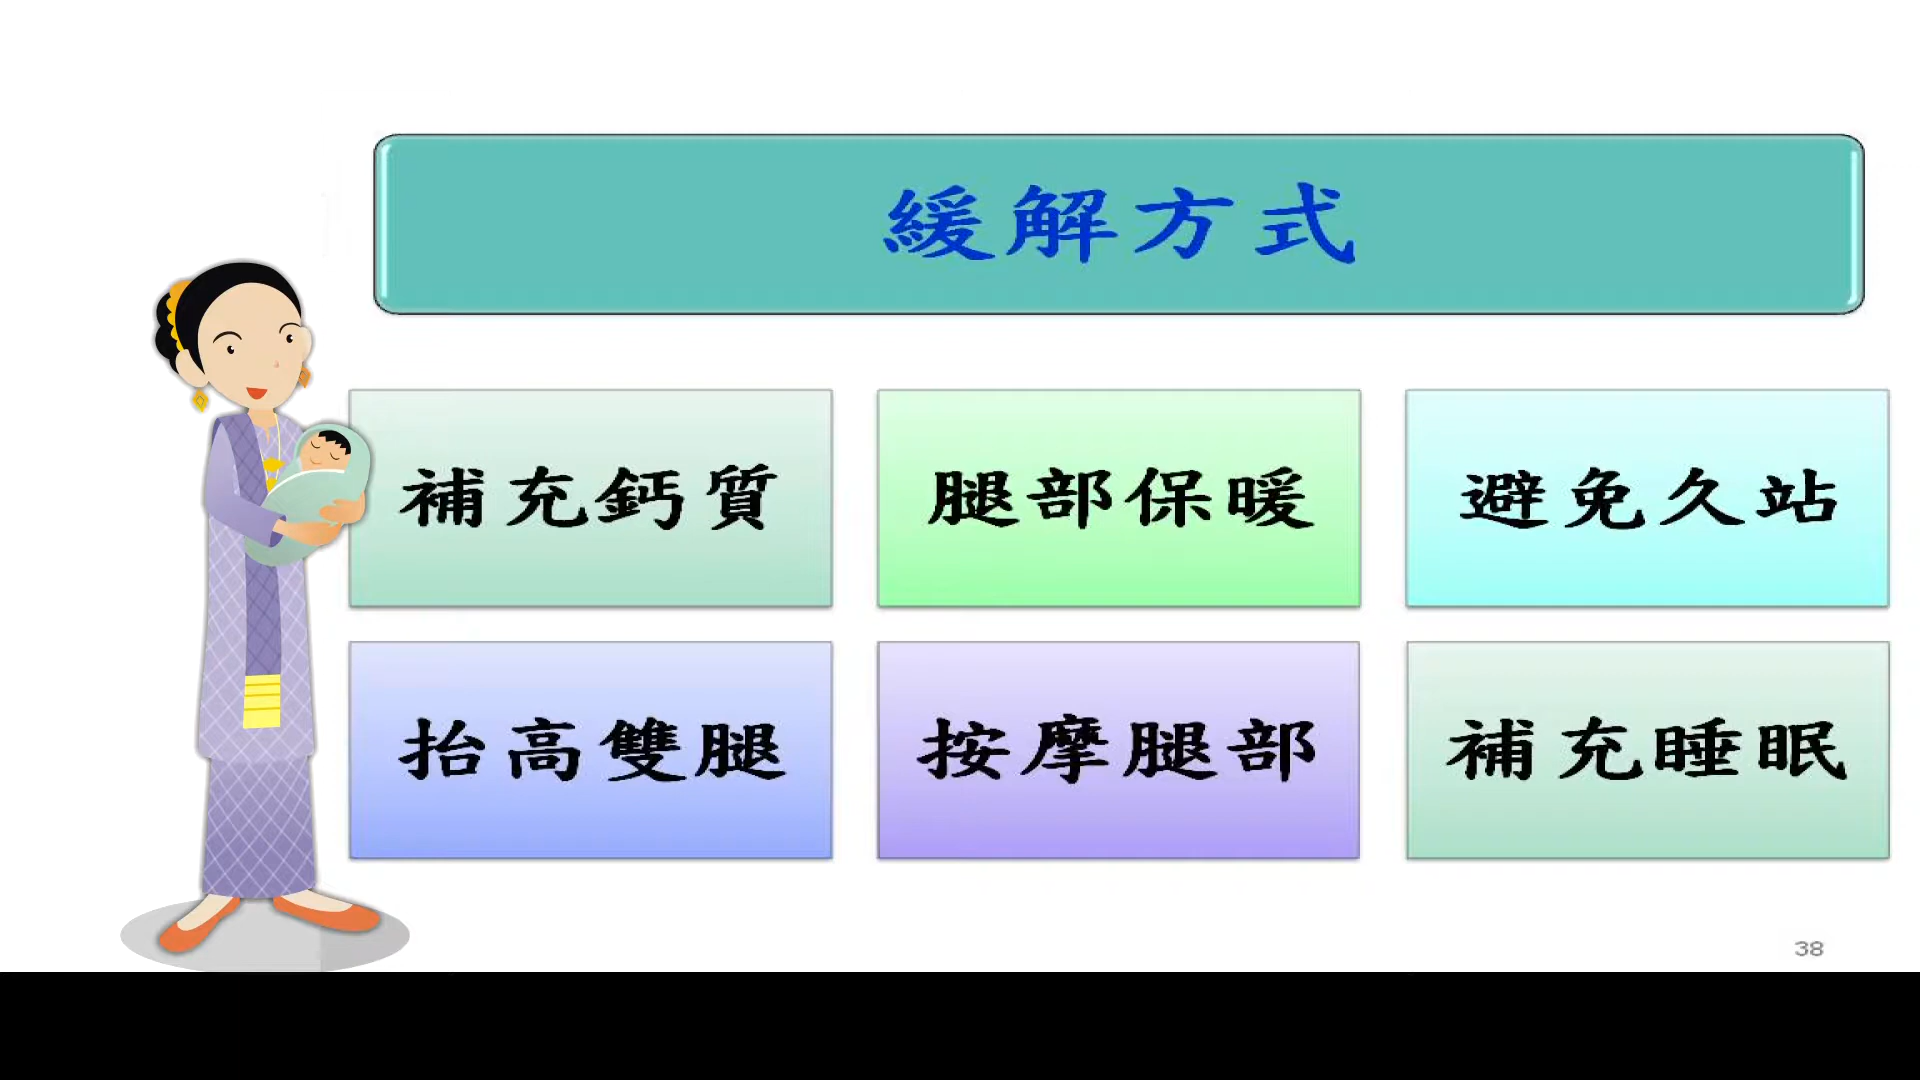 緩解方式
補充鈣質
腿部保暖
避免久站
抬高雙腿
按摩腿部
補充睡眠
38